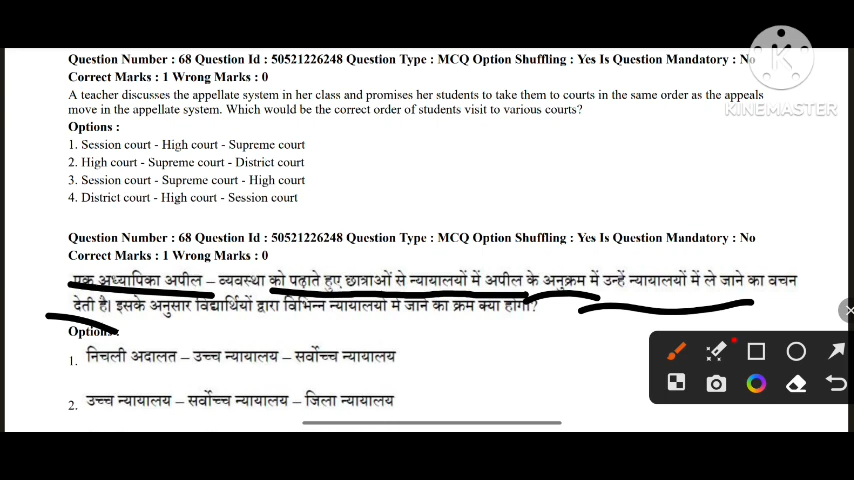 Question Number : 68 Question Id : 50521226248 Question Type : MCQ Option Shuffling : Yes Is Question Mandatory : No
Correct Marks : 1 Wrong Marks : 0
A teacher discusses the appellate system in her class and promises her students to take them to courts in the same order as the appeals
move in the appellate system. Which would be the correct order of students visit to various courts?
Options :
1. Session court - High court - Supreme court
2. High court - Supreme court - District court
3. Session court - Supreme court - High court
4. District court - High court - Session court
KINEMASTER
Question Number : 68 Question Id : 50521226248 Question Type : MCQ Option Shuffling : Yes Is Question Mandatory : No
Correct Marks : 1 Wrong Marks : 0
एक अध्यापिका अपील – व्यवस्था को पढ़ाते हुए छात्राओं से न्यायालयों में अपील के अनुक्रम में उन्हें न्यायालयों में ले जाने का वचन
देती है। इसके अनुसार विद्यार्थियों द्वारा विभिन्न न्यायालयों में जाने का क्रम क्या होगा?
Options :
1. निचली अदालत – उच्च न्यायालय – सर्वोच्च न्यायालय
2. उच्च न्यायालय – सर्वोच्च न्यायालय – जिला न्यायालय